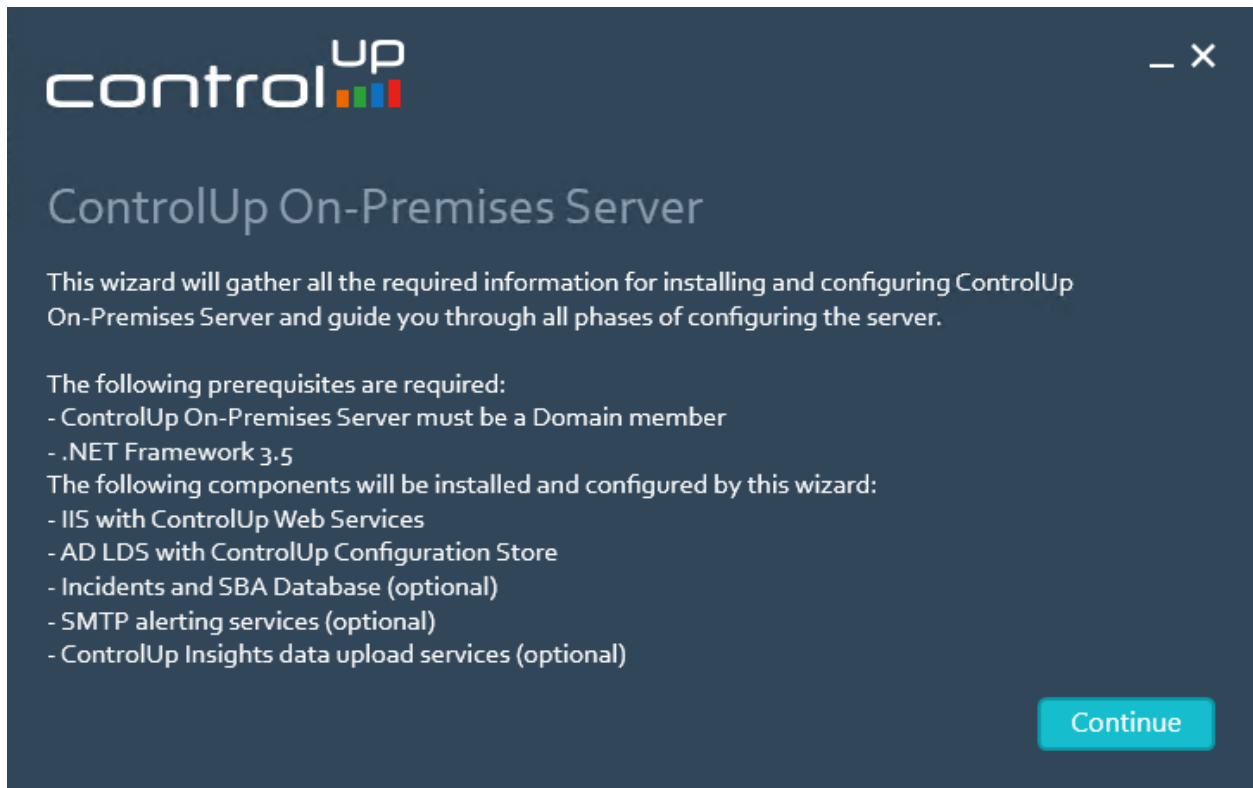 control up
ControlUp On-Premises Server
This wizard will gather all the required information for installing and configuring ControlUp
On-Premises Server and guide you through all phases of configuring the server.
The following prerequisites are required:
- ControlUp On-Premises Server must be a Domain member
- .NET Framework 3.5
The following components will be installed and configured by this wizard:
- IIS with ControlUp Web Services
- AD LDS with ControlUp Configuration Store
- Incidents and SBA Database (optional)
- SMTP alerting services (optional)
- ControlUp Insights data upload services (optional)
Continue